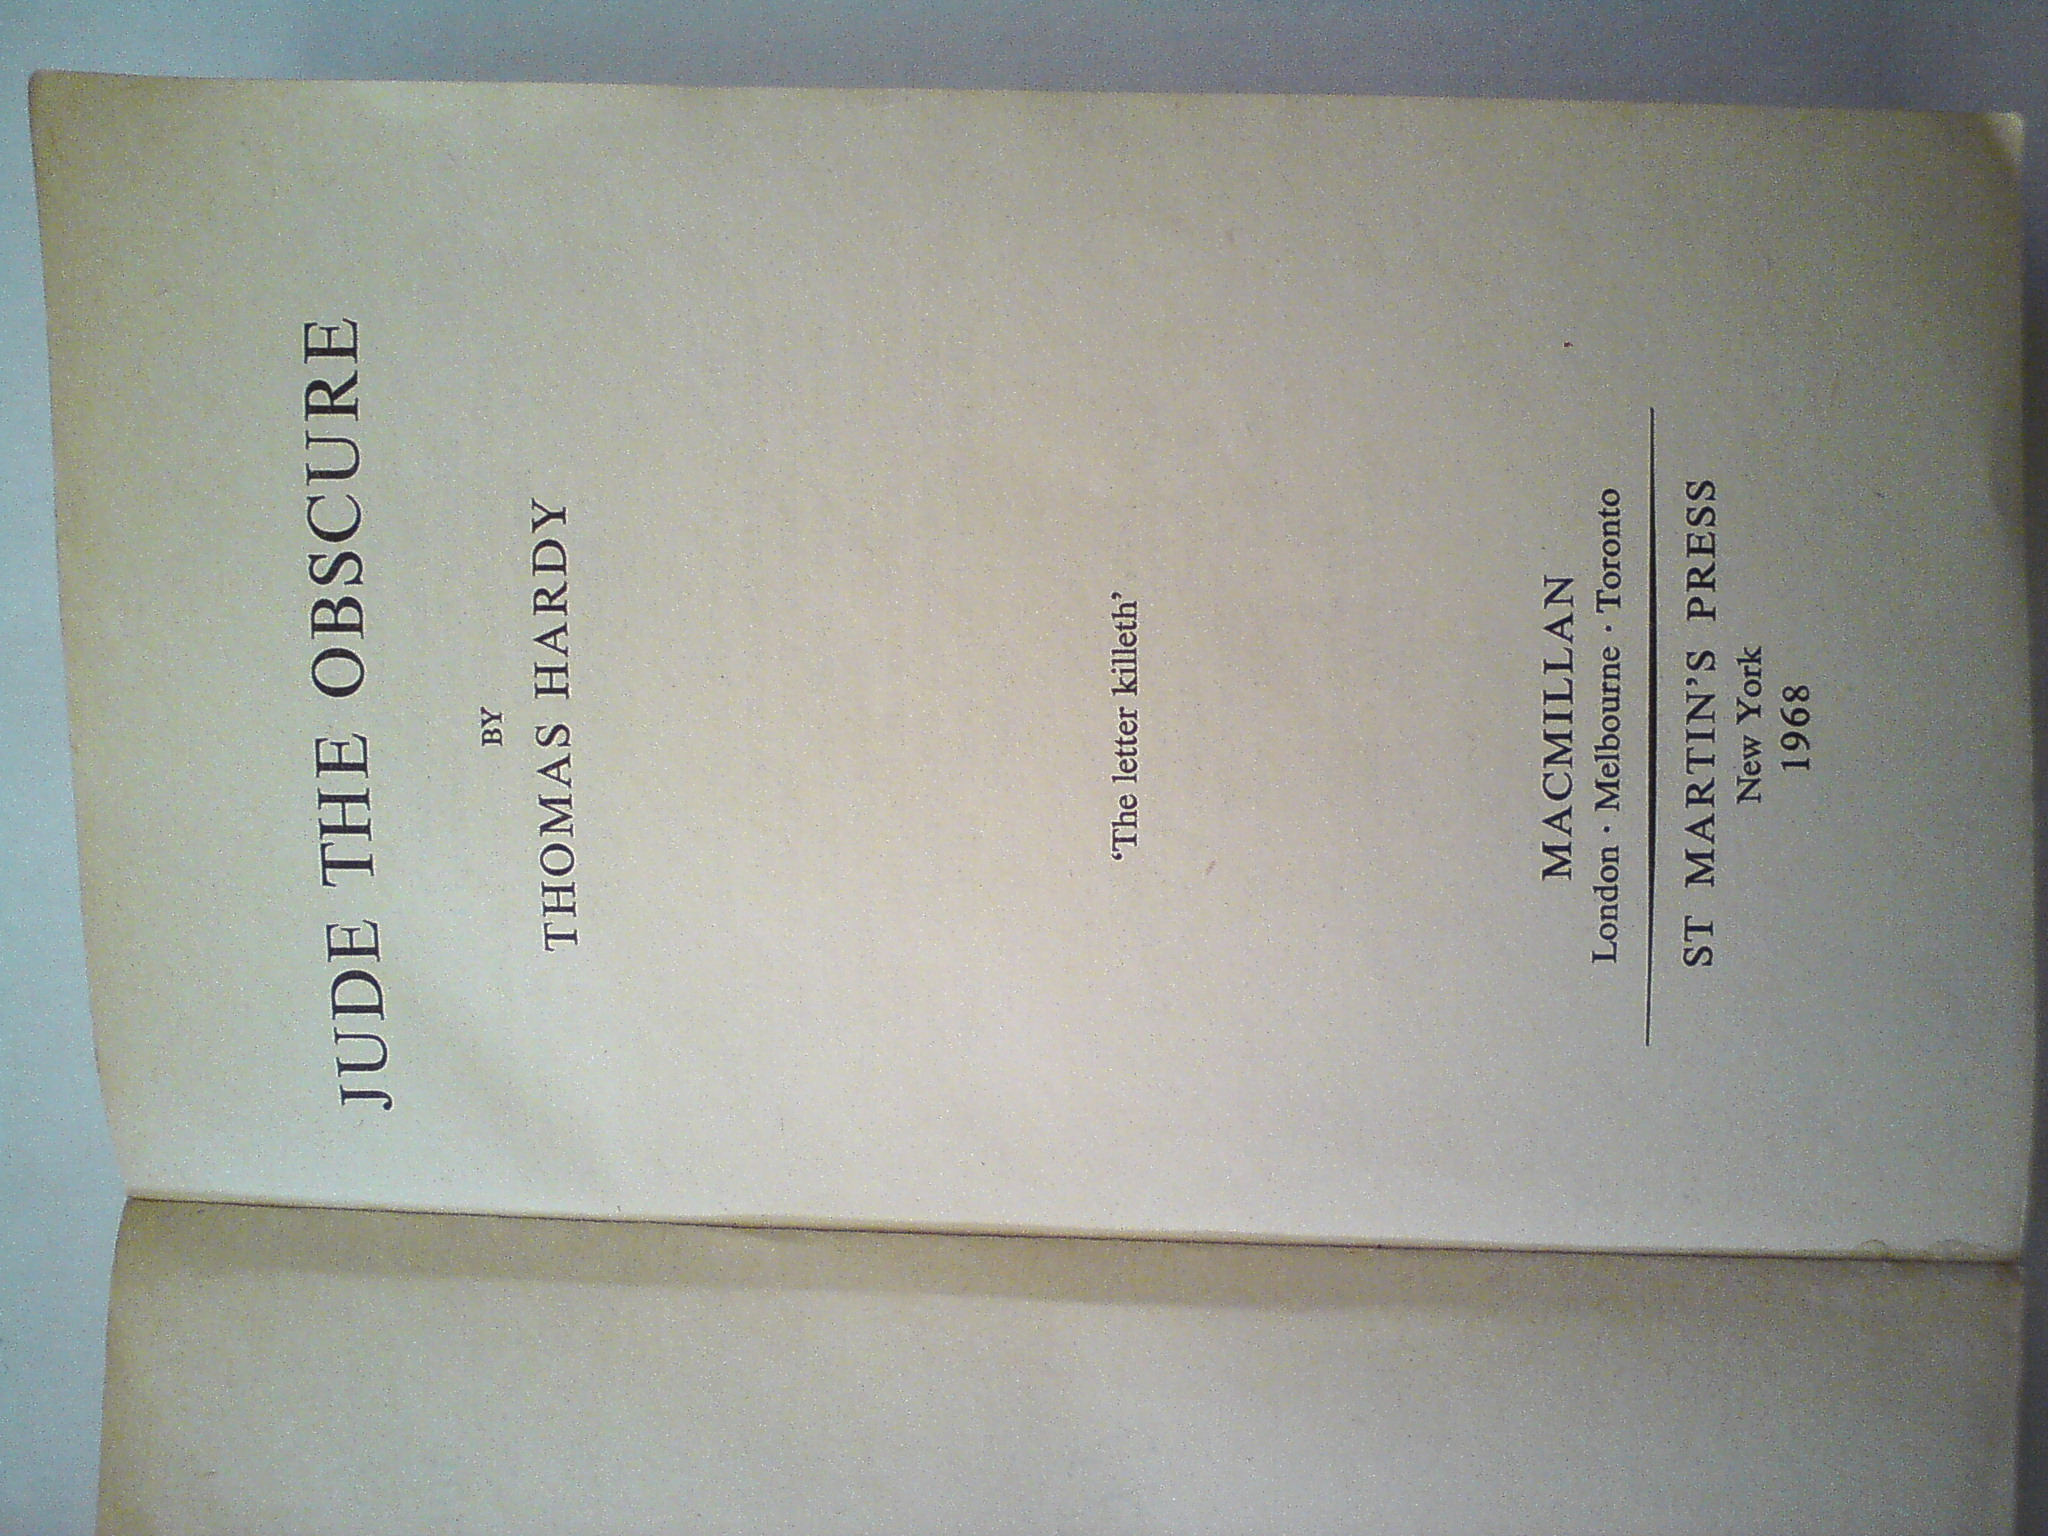 JUDE THE OBSCURE
BY
THOMAS HARDY
‘The letter killeth’
MACMILLAN
London · Melbourne · Toronto
ST MARTIN'S PRESS
New York
1968